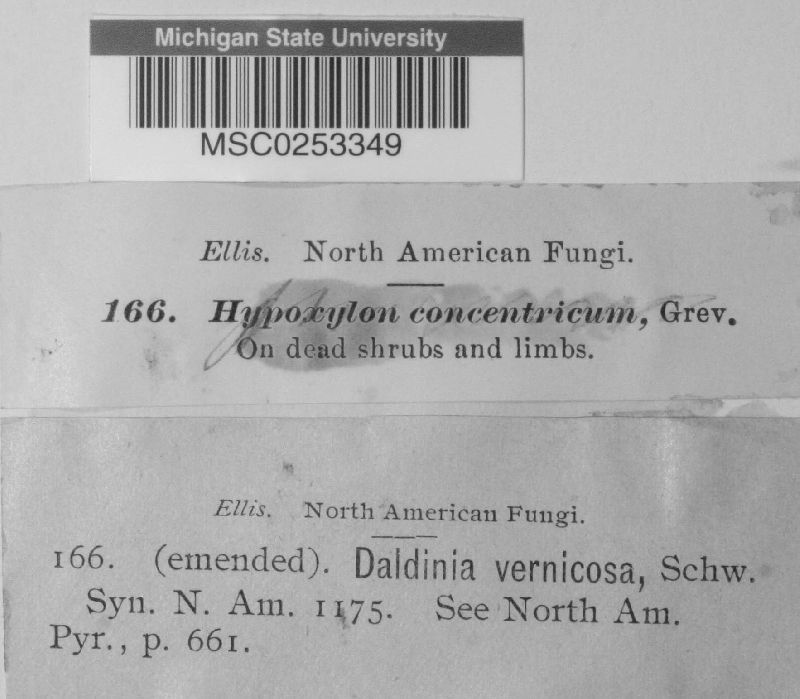 Michigan State University
MSC0253349
Ellis. North American Fungi.
166. Hypoxylon concentricum, Grev.
On dead shrubs and limbs.
Ellis. North American Fungi.
166. (emended). Daldinia vernicosa, Schw.
Syn. N. Am. 1175. See North Am.
Pyr., p. 661.